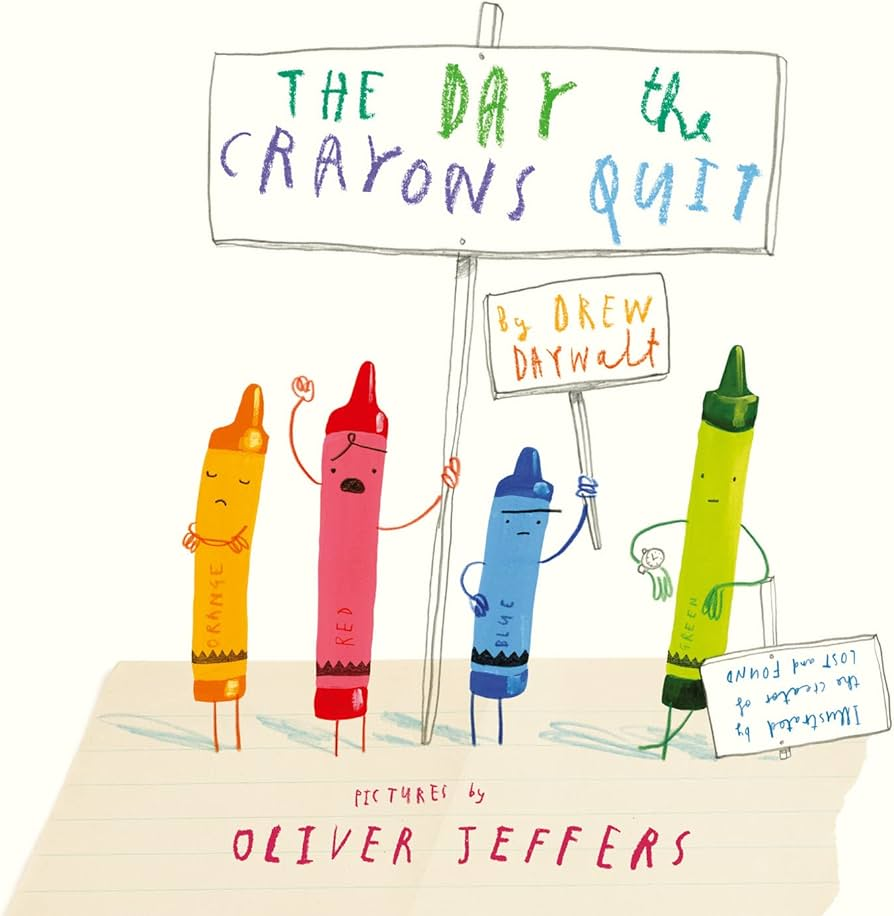 THE DAY the
CRAYONS QUIT
By DREW
DAYWalt
ORANGE
RED
BLUE
GREEN
Illustrated by
the creator of
LOST and FOUND
PICTURES by
OLIVER JEFFERS